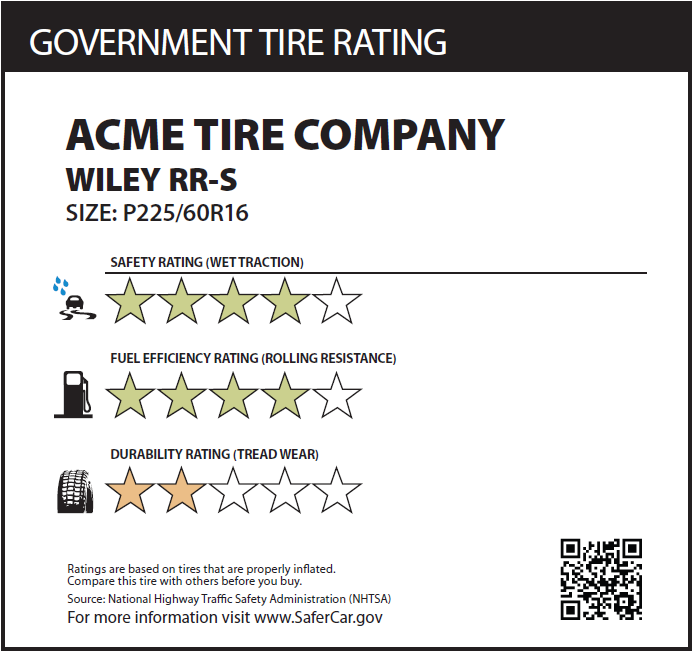 GOVERNMENT TIRE RATING
ACME TIRE COMPANY
WILEY RR-S
SIZE: P225/60R16
SAFETY RATING (WET TRACTION)
FUEL EFFICIENCY RATING (ROLLING RESISTANCE)
DURABILITY RATING (TREAD WEAR)
Ratings are based on tires that are properly inflated.
Compare this tire with others before you buy.
Source: National Highway Traffic Safety Administration (NHTSA)
For more information visit www.SaferCar.gov